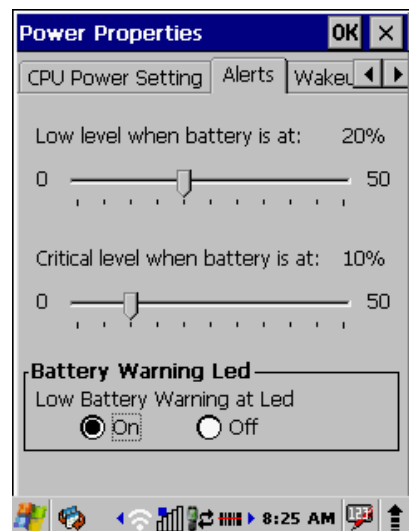 Power Properties OK ×
CPU Power Setting Alerts Wakeu
Low level when battery is at: 20%
0 50
Critical level when battery is at: 10%
0 50
Battery Warning Led
Low Battery Warning at Led
On Off
8:25 AM 123